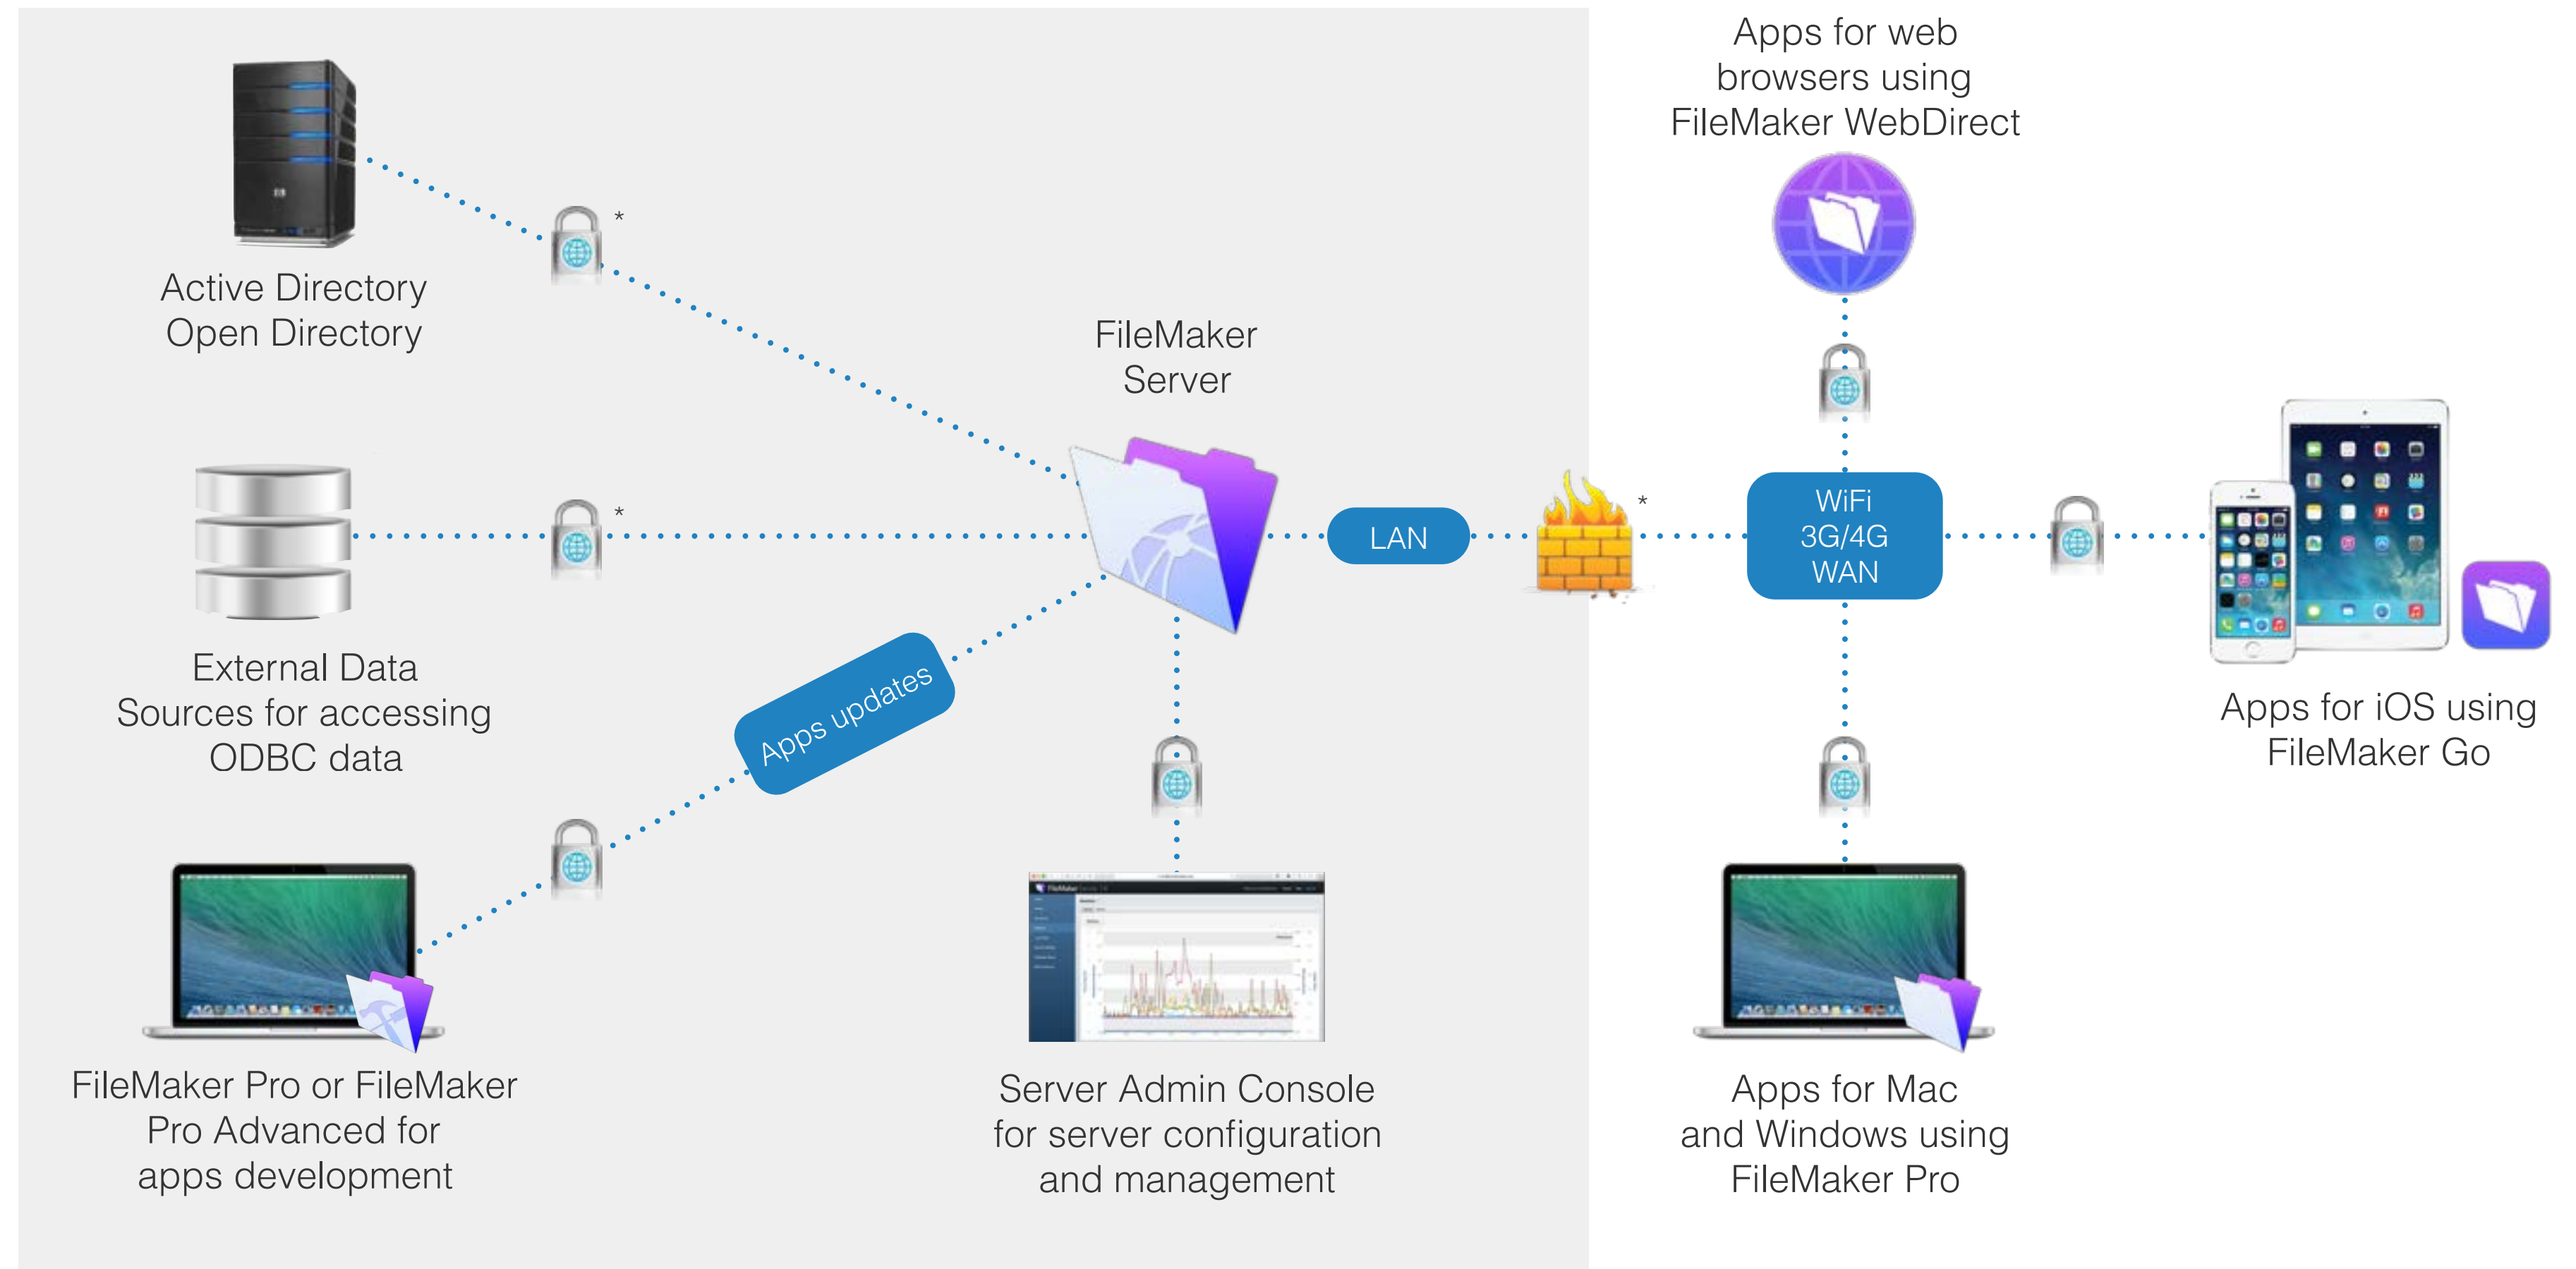 Apps for web
browsers using
FileMaker WebDirect
*
Active Directory
Open Directory
FileMaker
Server
*
*
LAN
WiFi
3G/4G
WAN
External Data
Sources for accessing
ODBC data
Apps updates
Apps for iOS using
FileMaker Go
FileMaker Pro or FileMaker
Pro Advanced for
apps development
Server Admin Console
for server configuration
and management
Apps for Mac
and Windows using
FileMaker Pro